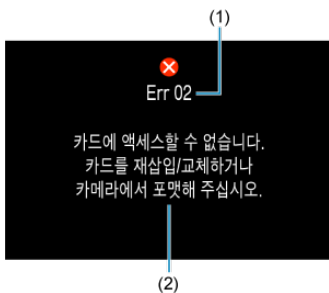 (1)
Err 02
카드에 액세스할 수 없습니다.
카드를 재삽입/교체하거나
카메라에서 포맷해 주십시오.
(2)